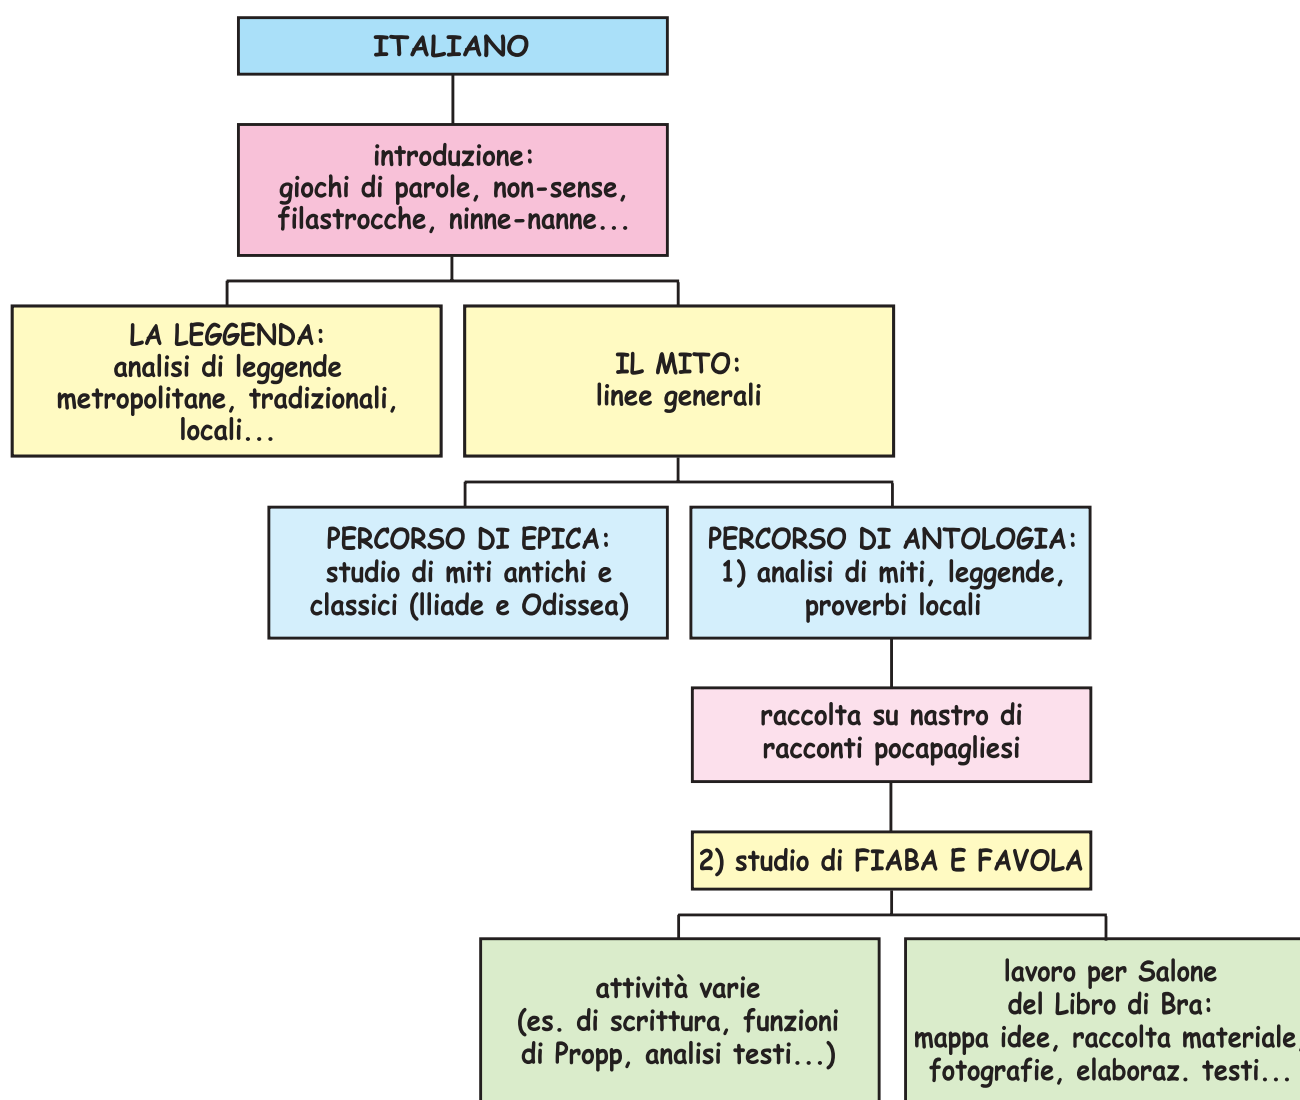 ITALIANO
introduzione:
giochi di parole, non-sense,
filastrocche, ninne-nanne...
LA LEGGENDA:
analisi di leggende
metropolitane, tradizionali,
locali...
IL MITO:
linee generali
PERCORSO DI EPICA:
studio di miti antichi e
classici (lliade e Odissea)
PERCORSO DI ANTOLOGIA:
1) analisi di miti, leggende,
proverbi locali
raccolta su nastro di
racconti pocapagliesi
2) studio di FIABA E FAVOLA
attività varie
(es. di scrittura, funzioni
di Propp, analisi testi...)
lavoro per Salone
del Libro di Bra:
mappa idee, raccolta materiale,
fotografie, elaboraz. testi...